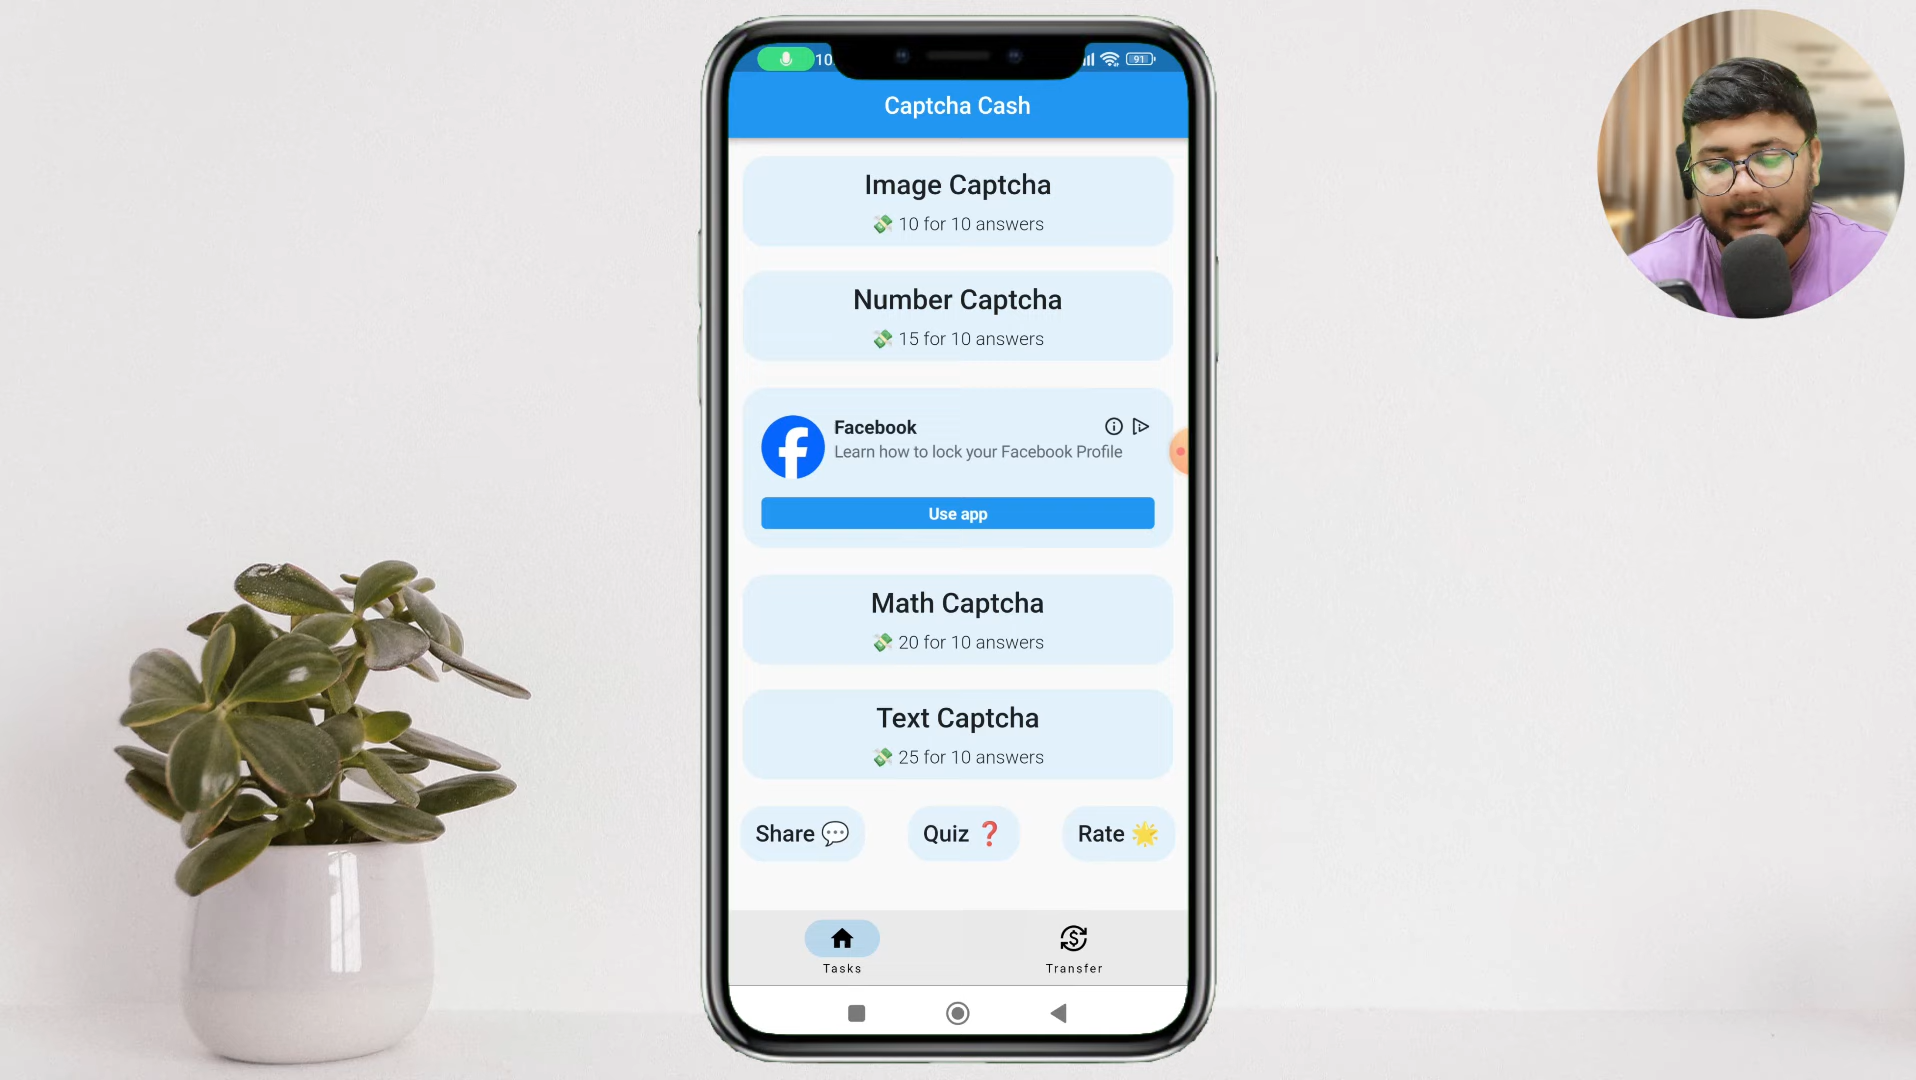 10
91
Captcha Cash
Image Captcha
💸 10 for 10 answers
Number Captcha
💸 15 for 10 answers
Facebook
Learn how to lock your Facebook Profile
Use app
Math Captcha
💸 20 for 10 answers
Text Captcha
💸 25 for 10 answers
Share 💬 Quiz ❓ Rate 🌟
Tasks Transfer